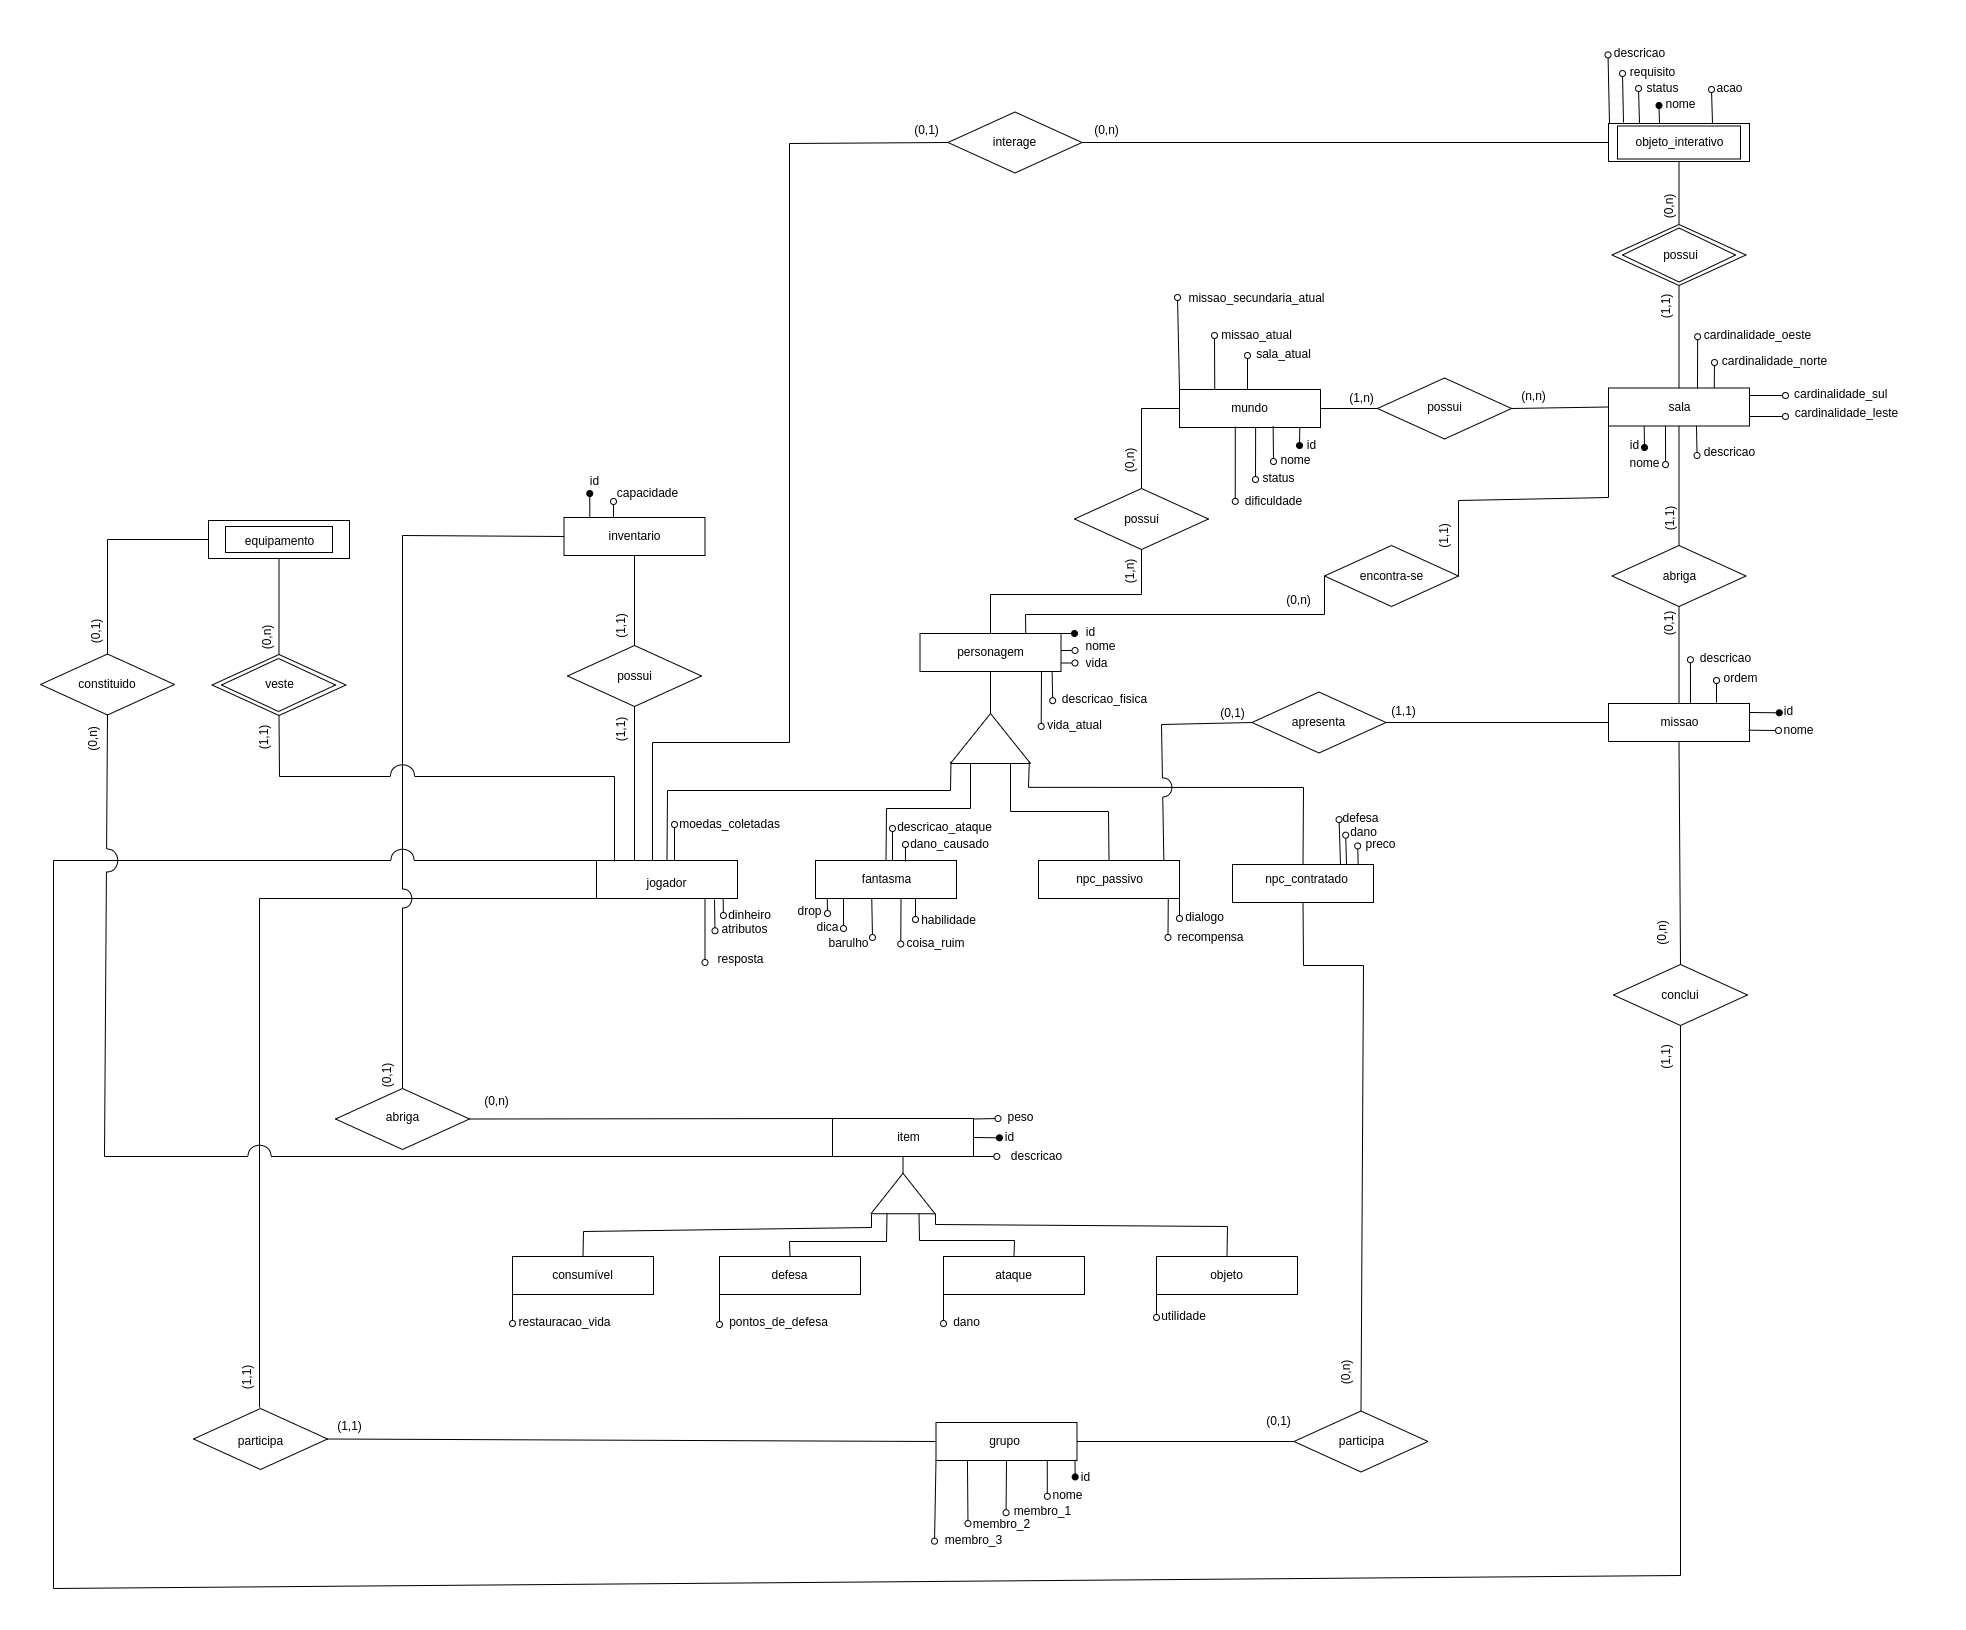 descricao
requisito
status
acao
nome
(0,1)
interage
(0,n)
objeto_interativo
(0,n)
possui
(1,1)
missao_secundaria_atual
missao_atual
sala_atual
cardinalidade_oeste
cardinalidade_norte
cardinalidade_sul
cardinalidade_leste
mundo
(1,n)
possui
(n,n)
sala
id
nome
status
dificuldade
id
nome
descricao
(0,n)
possui
(1,n)
(1,1)
encontra-se
(0,n)
(1,1)
abriga
(0,1)
id
capacidade
inventario
equipamento
(0,1)
constituido
(0,n)
(0,n)
veste
(1,1)
(1,1)
possui
(1,1)
personagem
id
nome
vida
descricao_fisica
vida_atual
(0,1)
apresenta
(1,1)
descricao
ordem
missao
id
nome
moedas_coletadas
jogador
dinheiro
atributos
resposta
descricao_ataque
dano_causado
fantasma
drop
dica
barulho
habilidade
coisa_ruim
npc_passivo
dialogo
recompensa
defesa
dano
preco
npc_contratado
(0,n)
conclui
(1,1)
(0,1)
abriga
(0,n)
item
peso
id
descricao
consumível
defesa
ataque
objeto
restauracao_vida
pontos_de_defesa
dano
utilidade
(1,1)
participa
(1,1)
grupo
(0,1)
(0,n)
participa
id
nome
membro_1
membro_2
membro_3